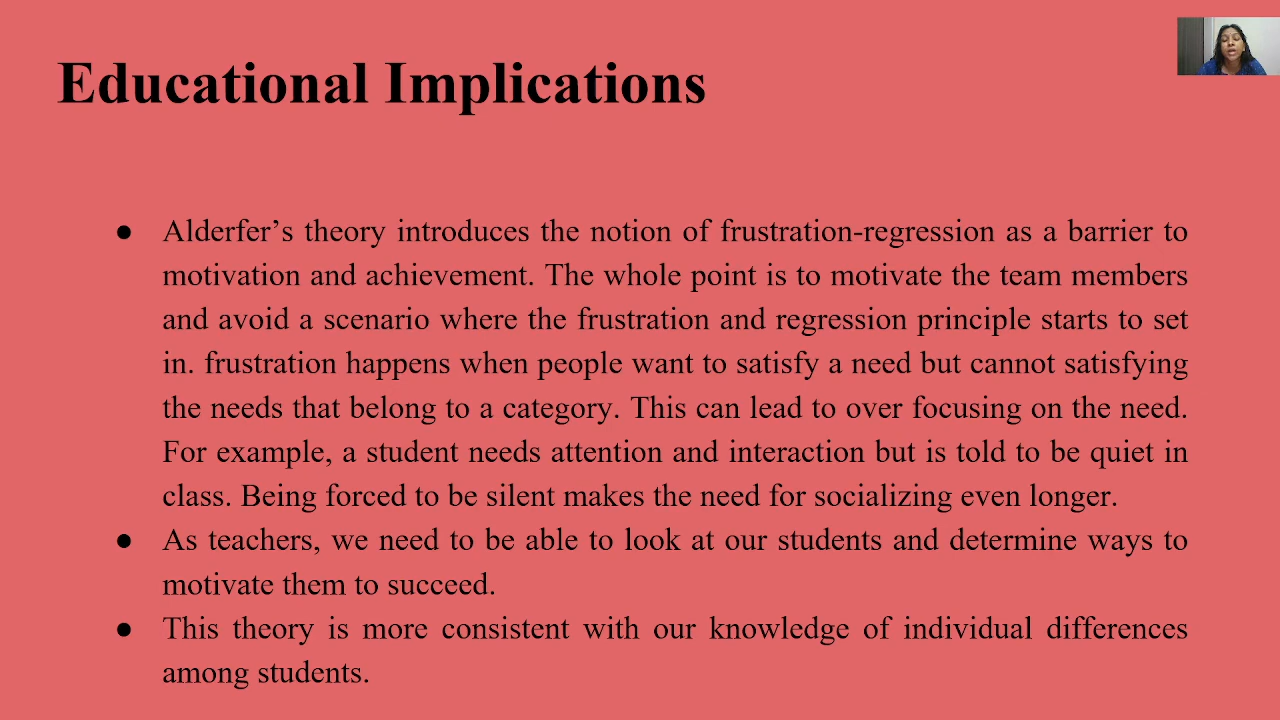 Educational Implications
● Alderfer’s theory introduces the notion of frustration-regression as a barrier to
motivation and achievement. The whole point is to motivate the team members
and avoid a scenario where the frustration and regression principle starts to set
in. frustration happens when people want to satisfy a need but cannot satisfying
the needs that belong to a category. This can lead to over focusing on the need.
For example, a student needs attention and interaction but is told to be quiet in
class. Being forced to be silent makes the need for socializing even longer.
● As teachers, we need to be able to look at our students and determine ways to
motivate them to succeed.
● This theory is more consistent with our knowledge of individual differences
among students.